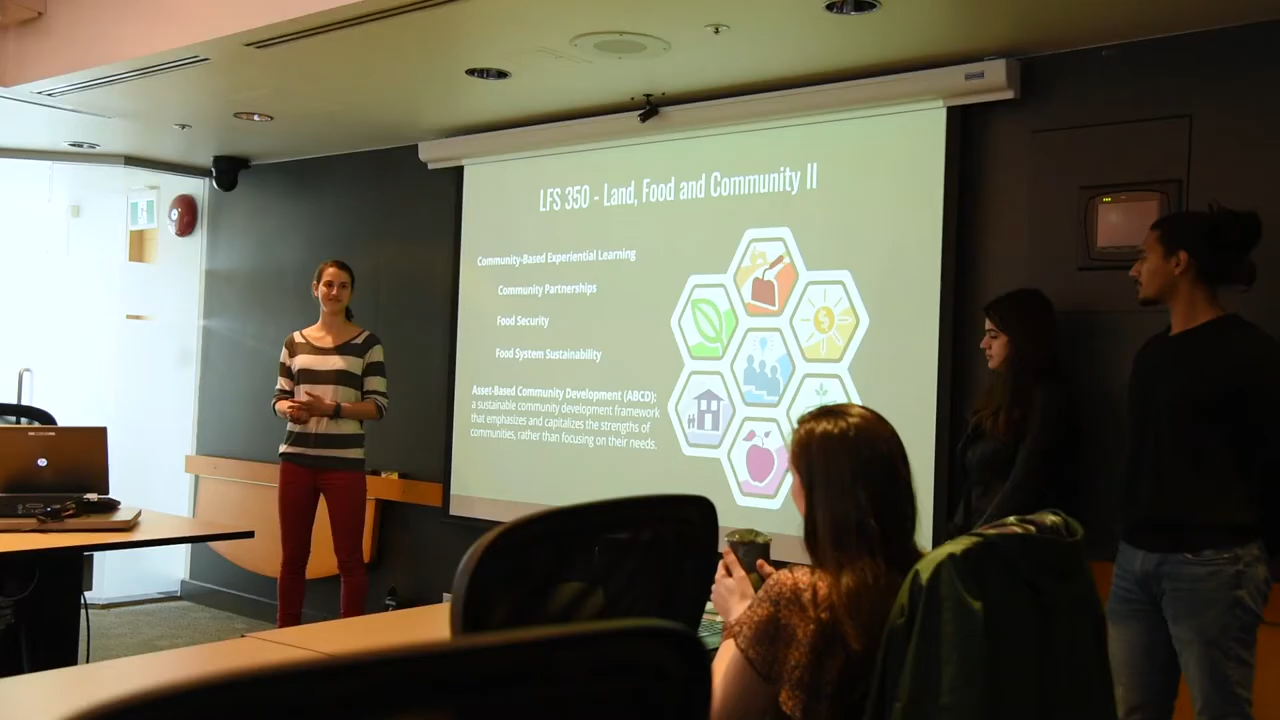 LFS 350 - Land, Food and Community II
Community-Based Experiential Learning
Community Partnerships
Food Security
Food System Sustainability
Asset-Based Community Development (ABCD):
a sustainable community development framework
that emphasizes and capitalizes the strengths of
communities, rather than focusing on their needs.
$
hp